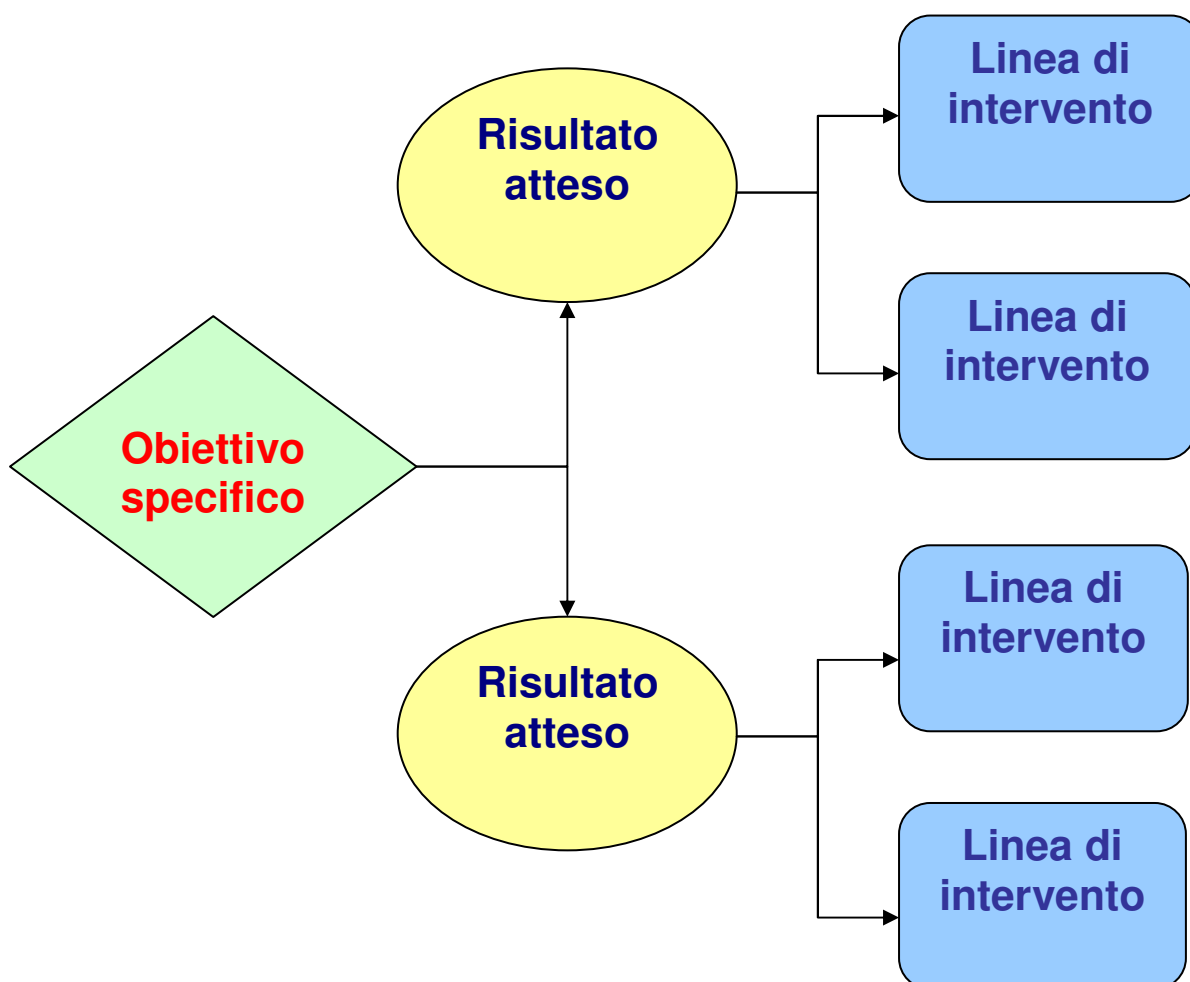 Linea di
intervento
Risultato
atteso
Linea di
intervento
Obiettivo
specifico
Linea di
intervento
Risultato
atteso
Linea di
intervento